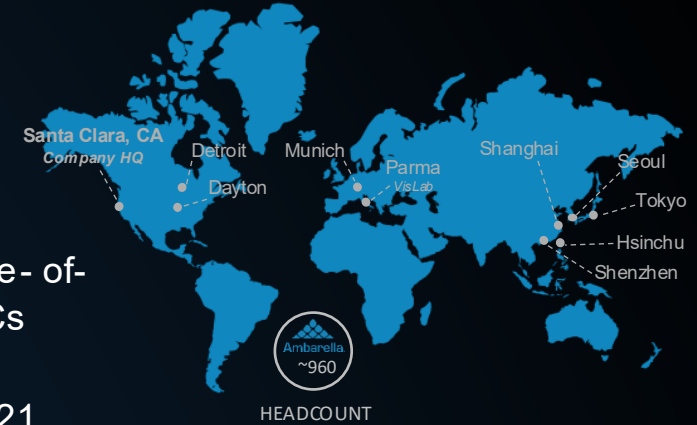 Santa Clara, CA
Company HQ
Detroit
Dayton
Munich
Parma
VisLab
Shanghai
Seoul
Tokyo
Hsinchu
Shenzhen
e- of-
Cs
21
Ambarella
~960
HEADCOUNT